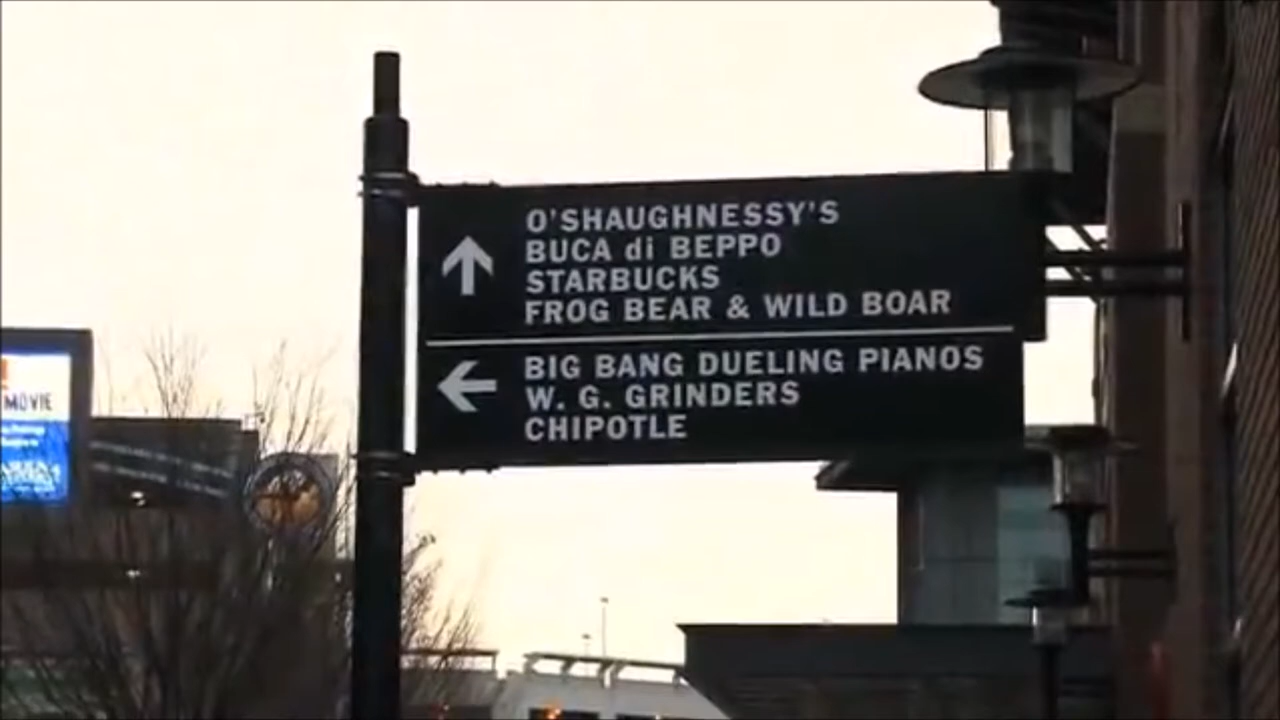 O'SHAUGHNESSY'S
BUCA di BEPPO
STARBUCKS
FROG BEAR & WILD BOAR
BIG BANG DUELING PIANOS
W. G. GRINDERS
CHIPOTLE
MOVIE